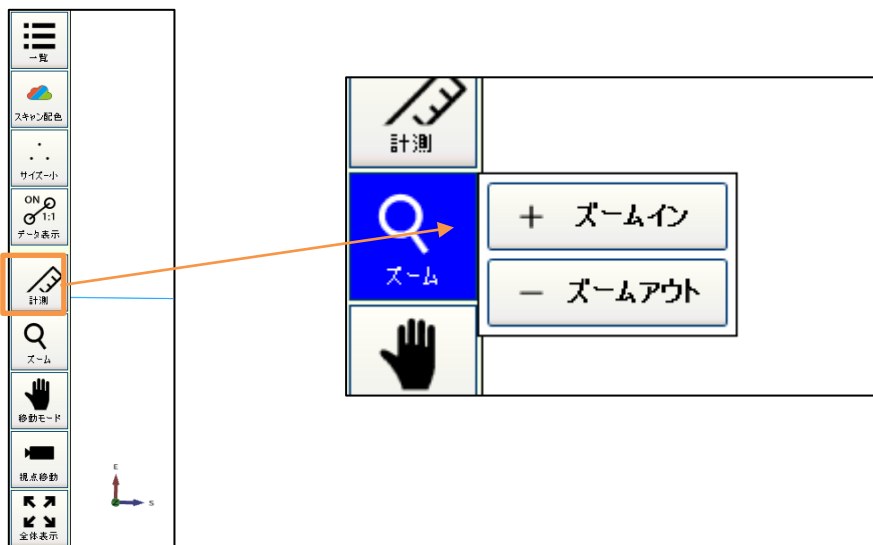 一覧
スキャン配色
サイズ-小
ON
1:1
データ表示
計測
ズーム
移動モード
視点移動
全体表示
E
S
計測
ズーム
+ ズームイン
- ズームアウト